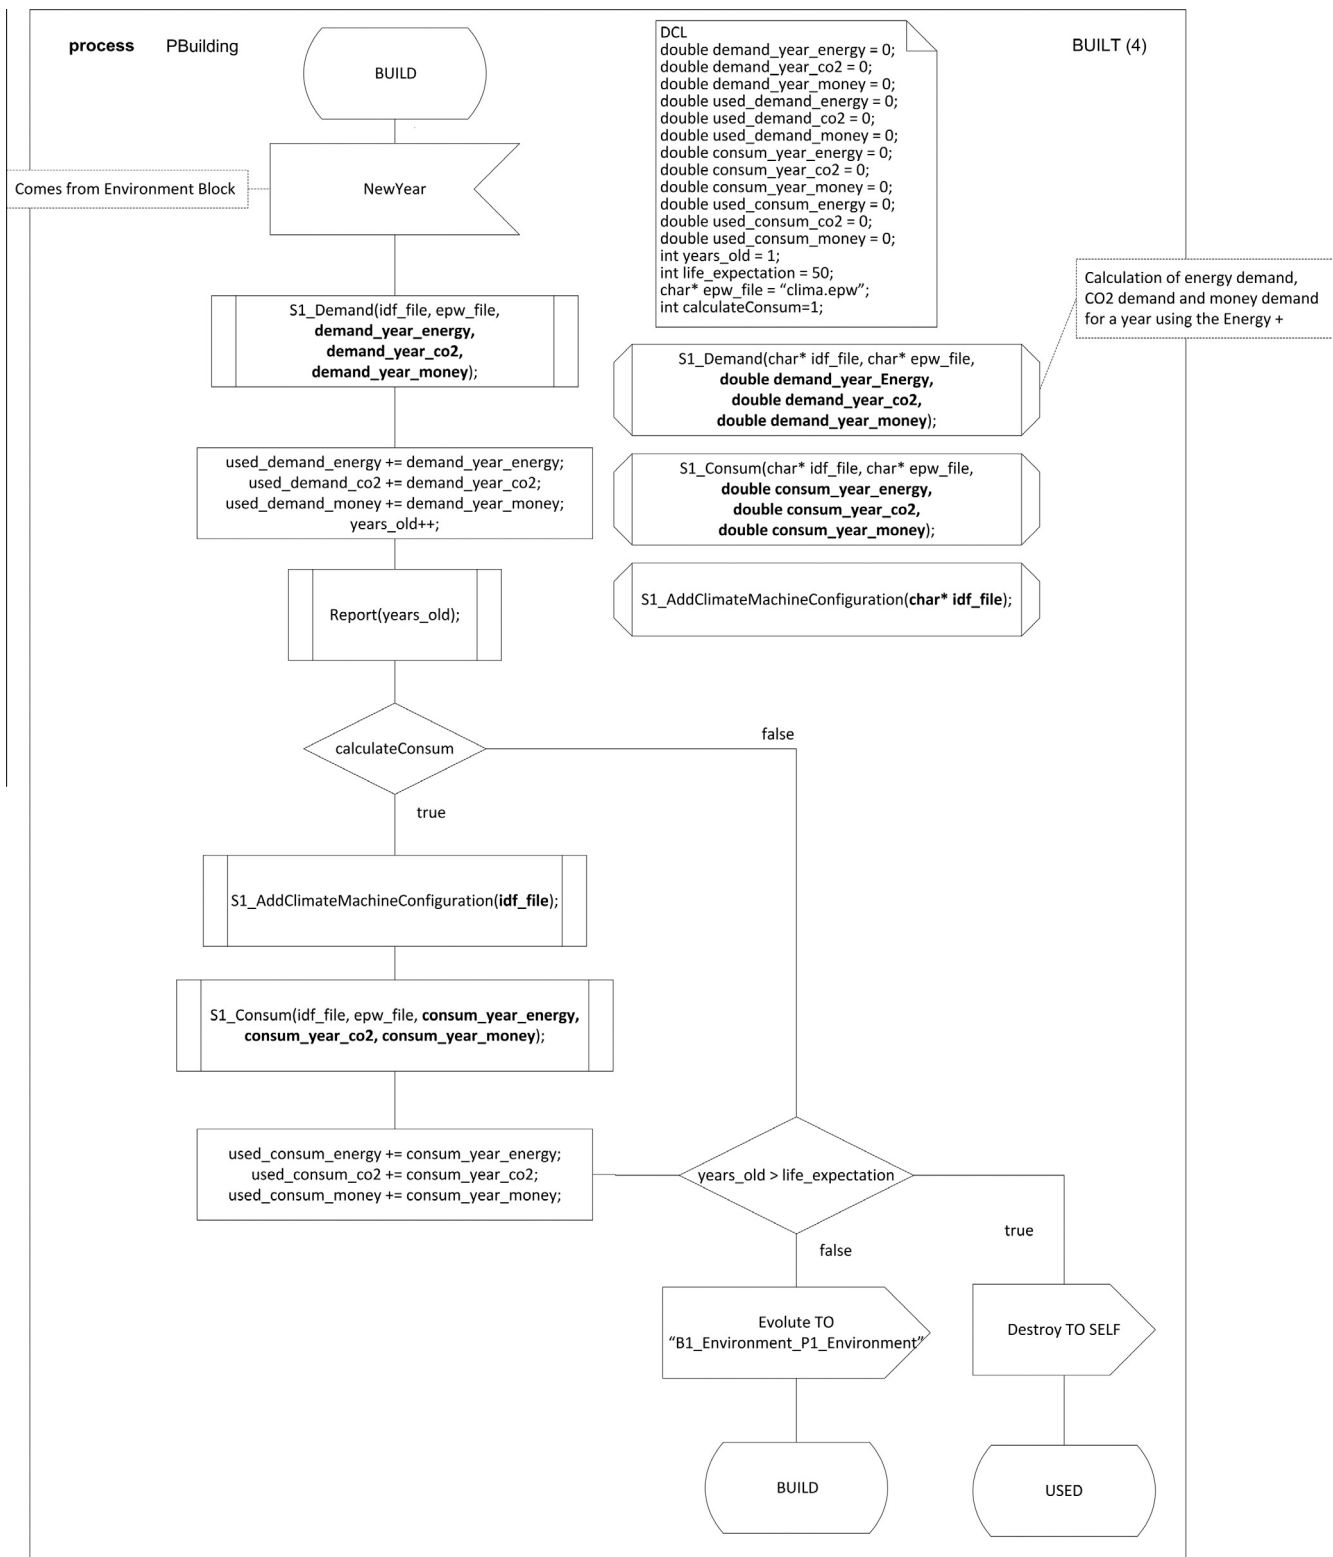 process PBuilding
BUILT (4)
BUILD
DCL
double demand_year_energy = 0;
double demand_year_co2 = 0;
double demand_year_money = 0;
double used_demand_energy = 0;
double used_demand_co2 = 0;
double used_demand_money = 0;
double consum_year_energy = 0;
double consum_year_co2 = 0;
double consum_year_money = 0;
double used_consum_energy = 0;
double used_consum_co2 = 0;
double used_consum_money = 0;
int years_old = 1;
int life_expectation = 50;
char* epw_file = “clima.epw”;
int calculateConsum=1;
Comes from Environment Block
NewYear
Calculation of energy demand,
CO2 demand and money demand
for a year using the Energy +
S1_Demand(idf_file, epw_file,
demand_year_energy,
demand_year_co2,
demand_year_money);
S1_Demand(char* idf_file, char* epw_file,
double demand_year_Energy,
double demand_year_co2,
double demand_year_money);
used_demand_energy += demand_year_energy;
used_demand_co2 += demand_year_co2;
used_demand_money += demand_year_money;
years_old++;
S1_Consum(char* idf_file, char* epw_file,
double consum_year_energy,
double consum_year_co2,
double consum_year_money);
Report(years_old);
S1_AddClimateMachineConfiguration(char* idf_file);
calculateConsum
false
true
S1_AddClimateMachineConfiguration(idf_file);
S1_Consum(idf_file, epw_file, consum_year_energy,
consum_year_co2, consum_year_money);
used_consum_energy += consum_year_energy;
used_consum_co2 += consum_year_co2;
used_consum_money += consum_year_money;
years_old > life_expectation
false
true
Evolute TO
“B1_Environment_P1_Environment”
Destroy TO SELF
BUILD
USED